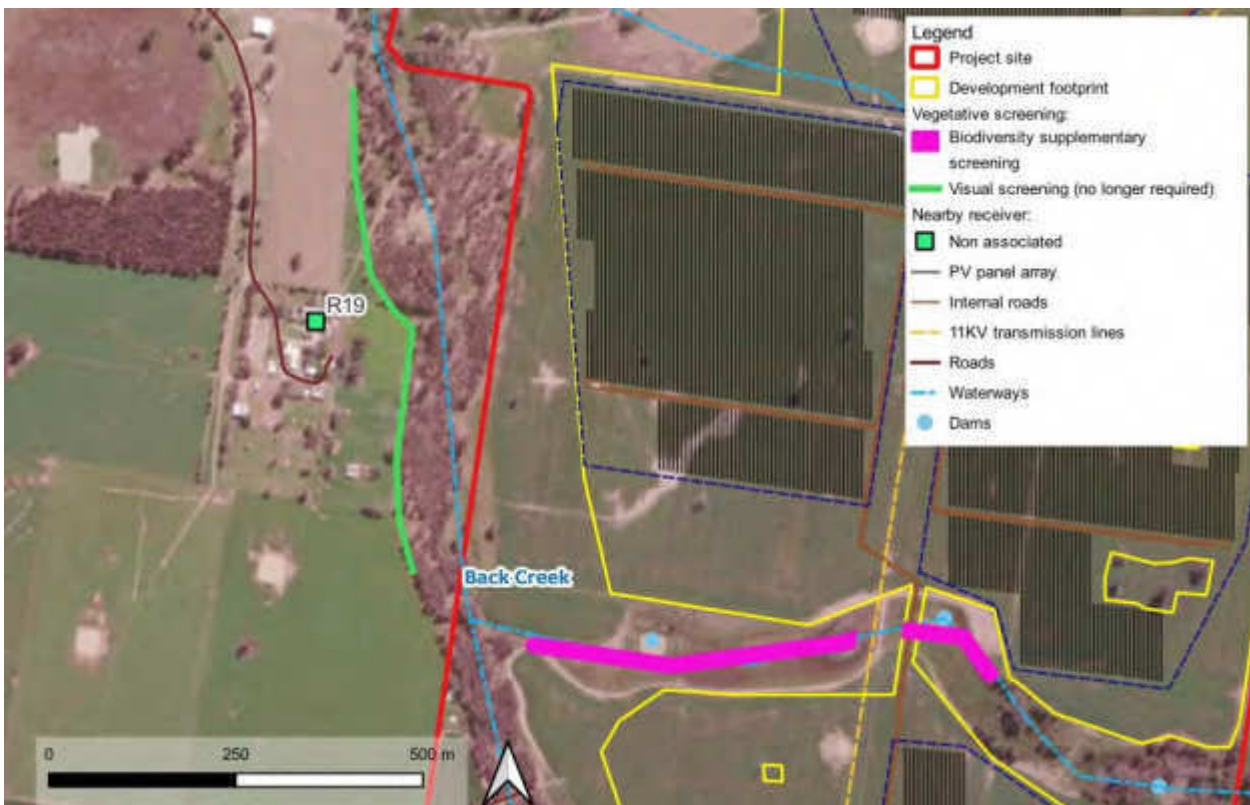 Legend
Project site
Development footprint
Vegetative screening:
Biodiversity supplementary
screening
Visual screening (no longer required)
Nearby receiver:
Non associated
PV panel array
Internal roads
11KV transmission lines
Roads
Waterways
Dams
R19
Back Creek
0 250 500 m